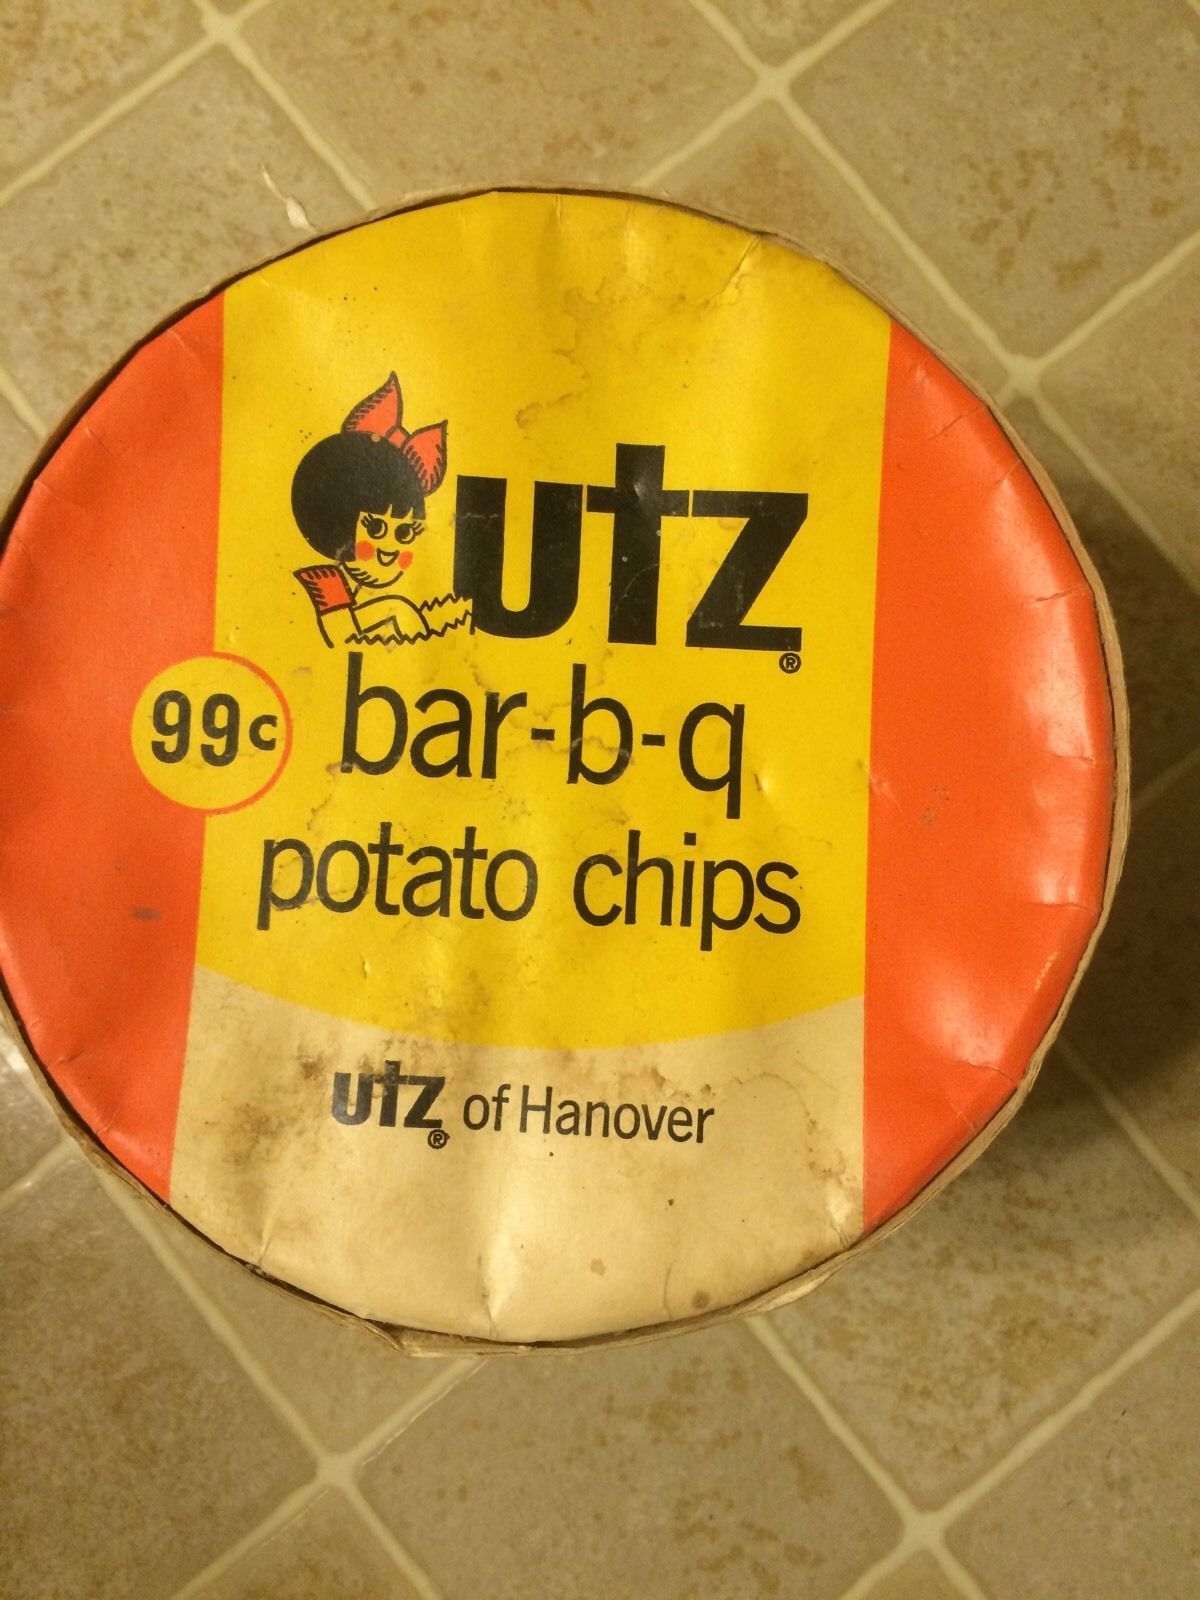 utz®
99c
bar-b-q
potato chips
utz® of Hanover